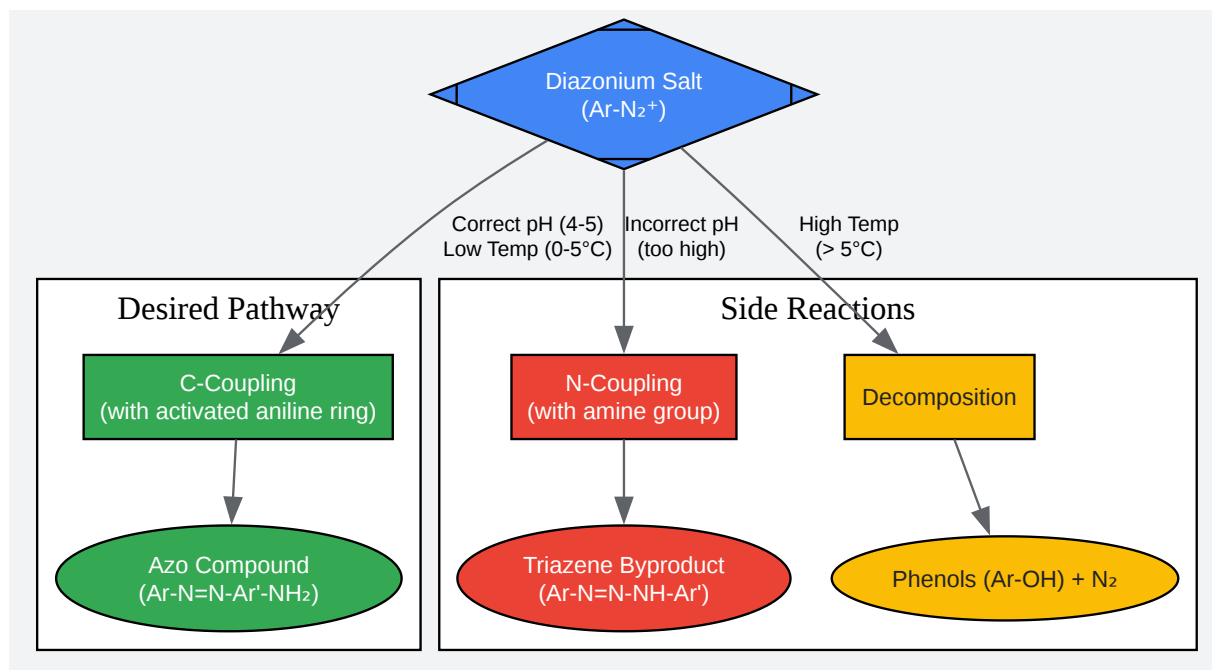 Diazonium Salt
(Ar-N₂⁺)
Correct pH (4-5)
Low Temp (0-5°C)
Incorrect pH
(too high)
High Temp
(> 5°C)
Desired Pathway
Side Reactions
C-Coupling
(with activated aniline ring)
N-Coupling
(with amine group)
Decomposition
Azo Compound
(Ar-N=N-Ar'-NH₂)
Triazene Byproduct
(Ar-N=N-NH-Ar')
Phenols (Ar-OH) + N₂